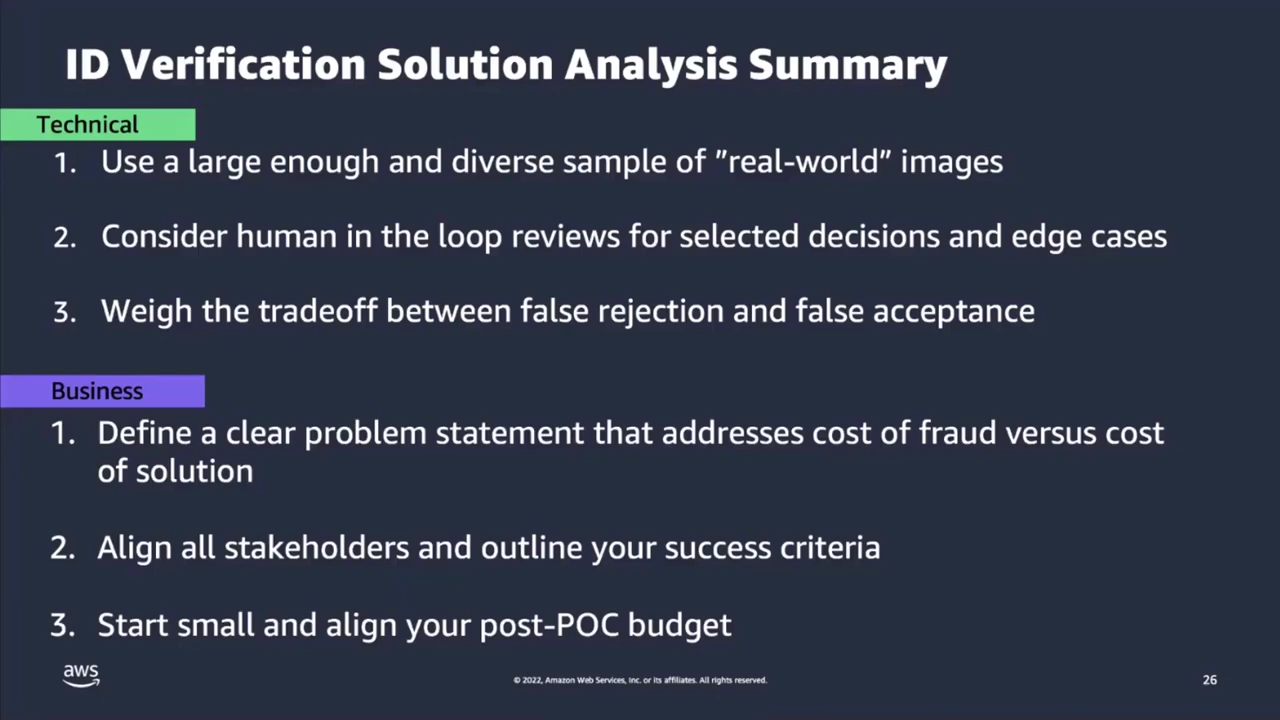 ID Verification Solution Analysis Summary
Technical
1. Use a large enough and diverse sample of "real-world" images
2. Consider human in the loop reviews for selected decisions and edge cases
3. Weigh the tradeoff between false rejection and false acceptance
Business
1. Define a clear problem statement that addresses cost of fraud versus cost
of solution
2. Align all stakeholders and outline your success criteria
3. Start small and align your post-POC budget
aws
© 2022, Amazon Web Services, Inc. or its affiliates. All rights reserved.
26